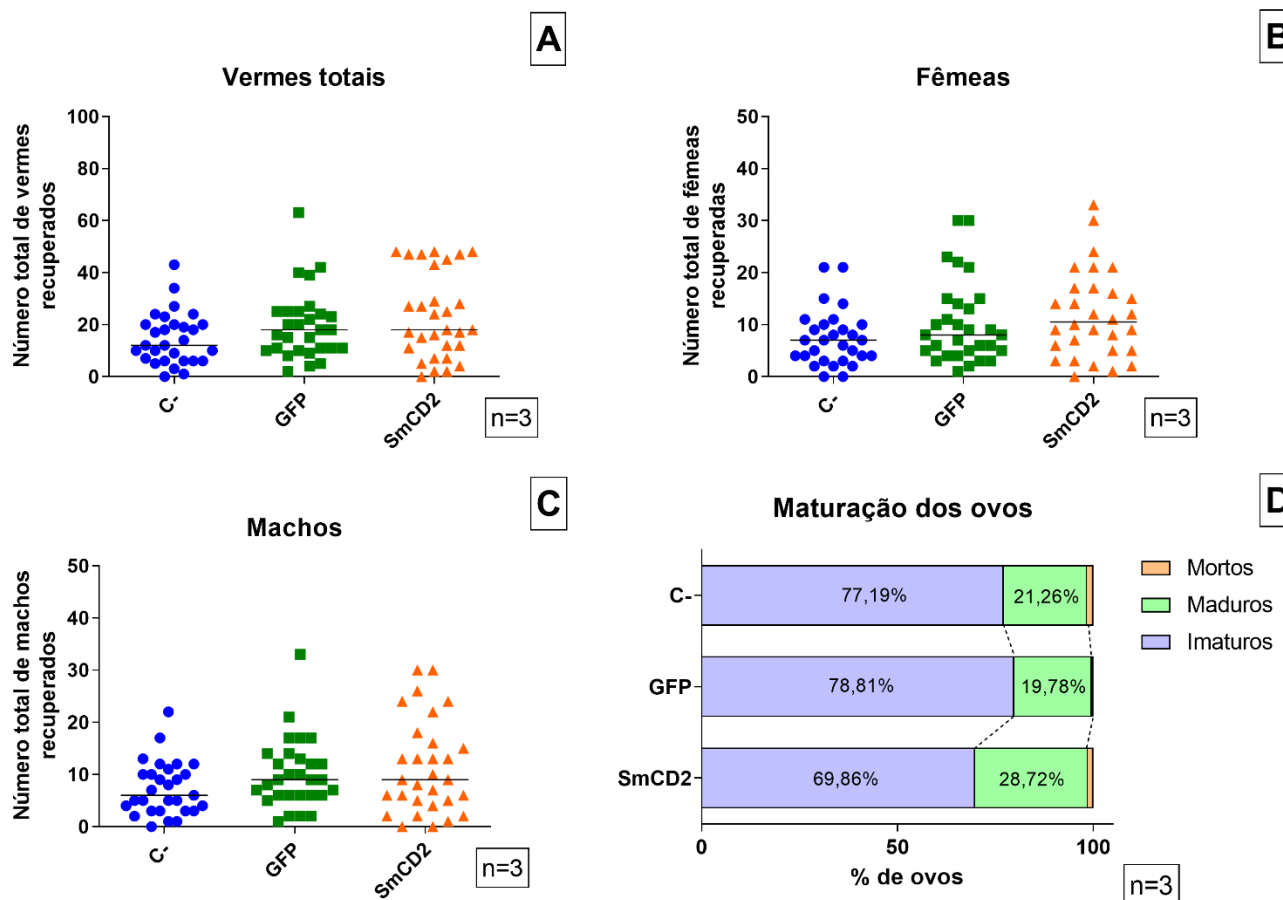 A
Vermes totais
Número total de vermes
recuperados
100
80
60
40
20
0
C-
GFP
SmCD2
n=3
B
Fêmeas
Número total de fêmeas
recuperadas
50
40
30
20
10
0
C-
GFP
SmCD2
n=3
C
Machos
Número total de machos
recuperados
50
40
30
20
10
0
C-
GFP
SmCD2
n=3
D
Maturação dos ovos
C-
77,19%
21,26%
GFP
78,81%
19,78%
SmCD2
69,86%
28,72%
0
50
100
% de ovos
Mortos
Maduros
Imaturos
n=3